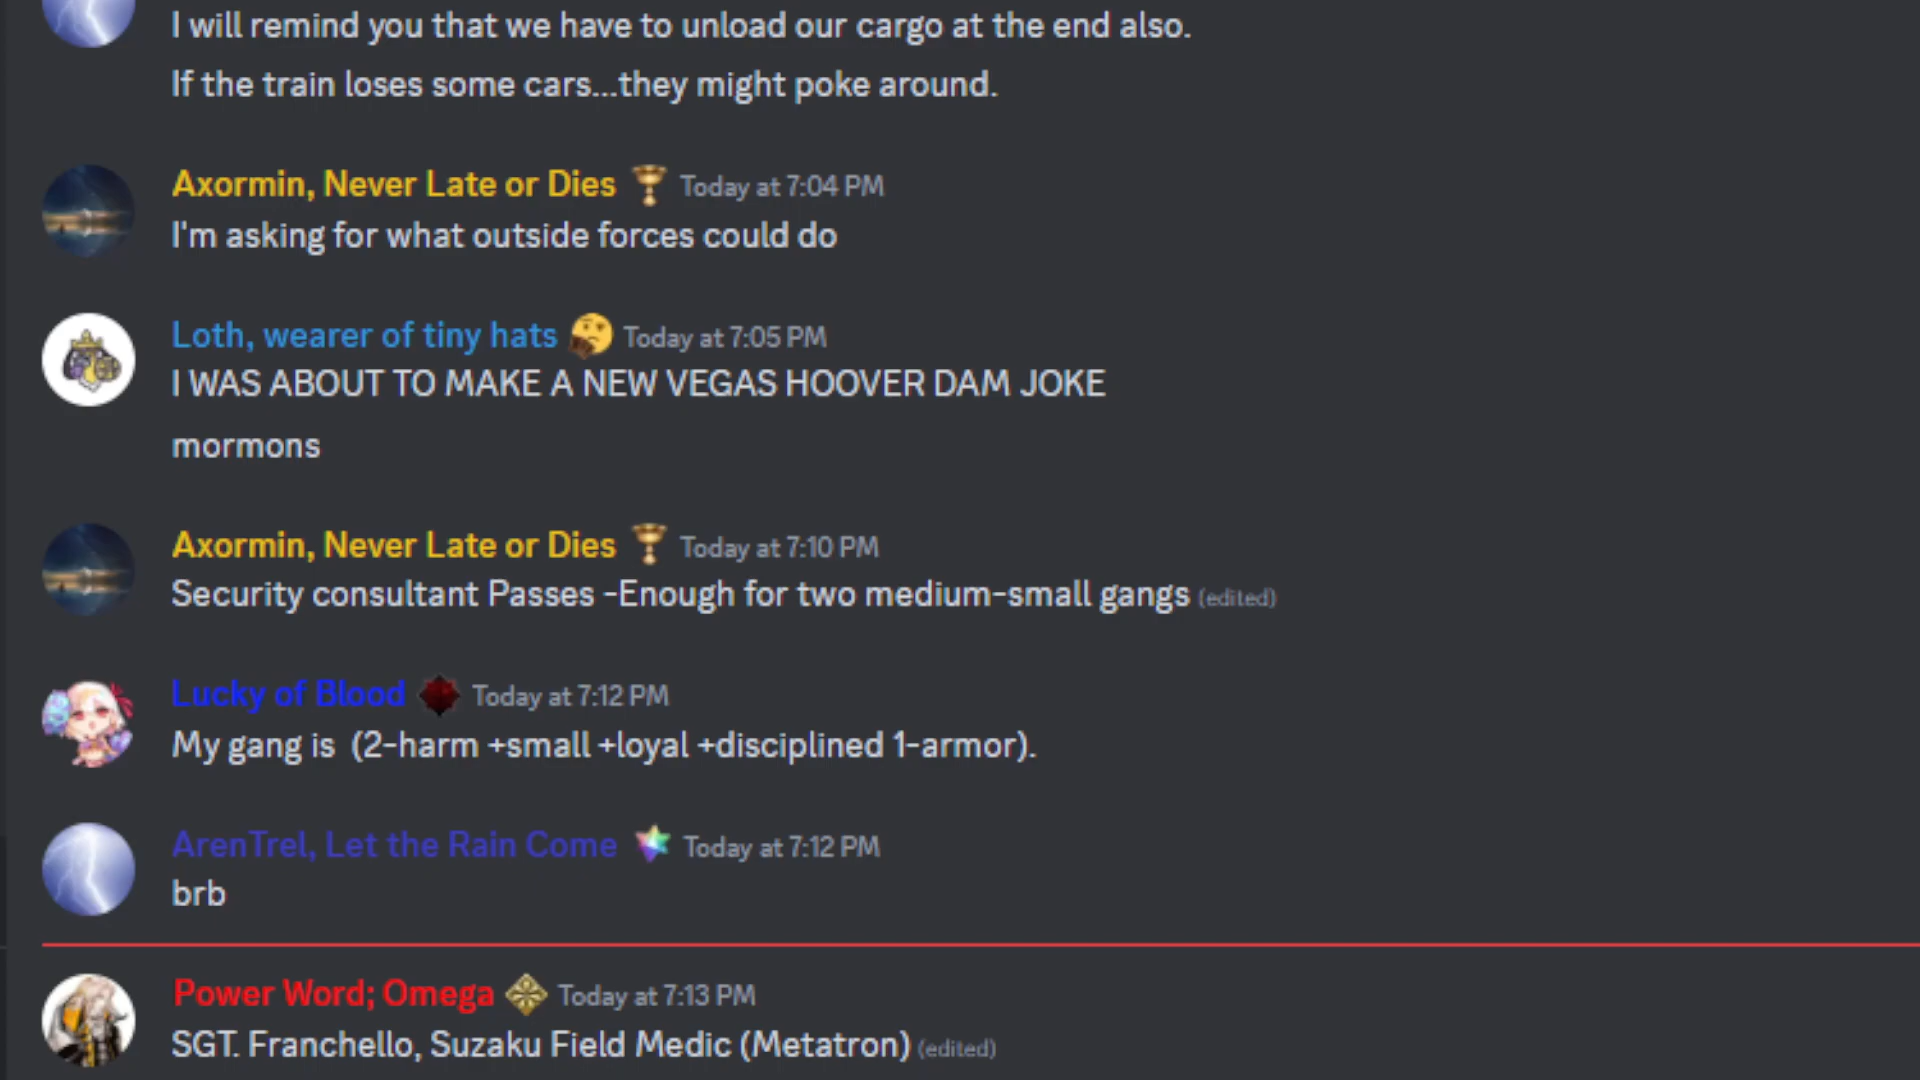 I will remind you that we have to unload our cargo at the end also.
If the train loses some cars...they might poke around.
Axormin, Never Late or Dies Today at 7:04 PM
I'm asking for what outside forces could do
Loth, wearer of tiny hats Today at 7:05 PM
I WAS ABOUT TO MAKE A NEW VEGAS HOOVER DAM JOKE
mormons
Axormin, Never Late or Dies Today at 7:10 PM
Security consultant Passes -Enough for two medium-small gangs (edited)
Lucky of Blood Today at 7:12 PM
My gang is (2-harm +small +loyal +disciplined 1-armor).
ArenTrel, Let the Rain Come Today at 7:12 PM
brb
Power Word; Omega Today at 7:13 PM
SGT. Franchello, Suzaku Field Medic (Metatron) (edited)